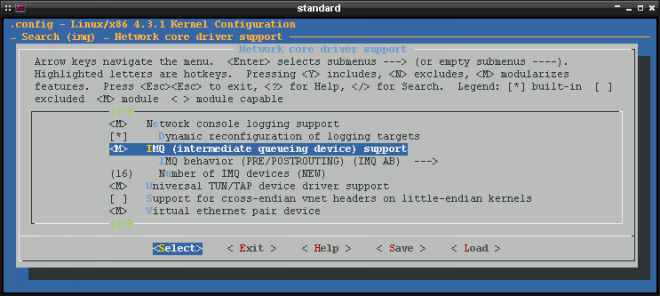 standard
.config - Linux/x86 4.3.1 Kernel Configuration
→ Search (imq) → Network core driver support
Network core driver support
Arrow keys navigate the menu. <Enter> selects submenus ---> (or empty submenus ----).
Highlighted letters are hotkeys. Pressing <Y> includes, <N> excludes, <M> modularizes
features. Press <Esc><Esc> to exit, <?> for Help, </> for Search. Legend: [*] built-in [ ]
excluded <M> module < > module capable
^(-)
<M> Network console logging support
[*] Dynamic reconfiguration of logging targets
<M> IMQ (intermediate queueing device) support
IMQ behavior (PRE/POSTROUTING) (IMQ AB) --->
(16) Number of IMQ devices (NEW)
<M> Universal TUN/TAP device driver support
[ ] Support for cross-endian vnet headers on little-endian kernels
<M> Virtual ethernet pair device
<Select> < Exit > < Help > < Save > < Load >